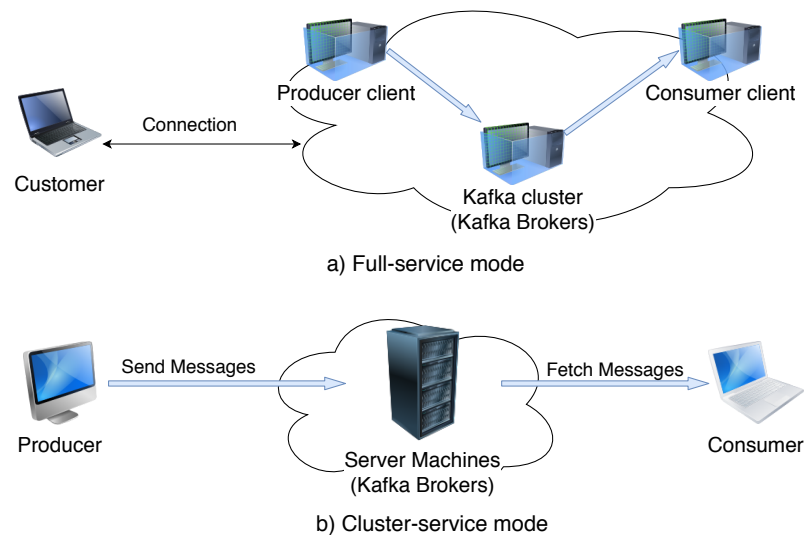 Producer client
Consumer client
Connection
Customer
Kafka cluster
(Kafka Brokers)
a) Full-service mode
Send Messages
Fetch Messages
Producer
Consumer
Server Machines
(Kafka Brokers)
b) Cluster-service mode